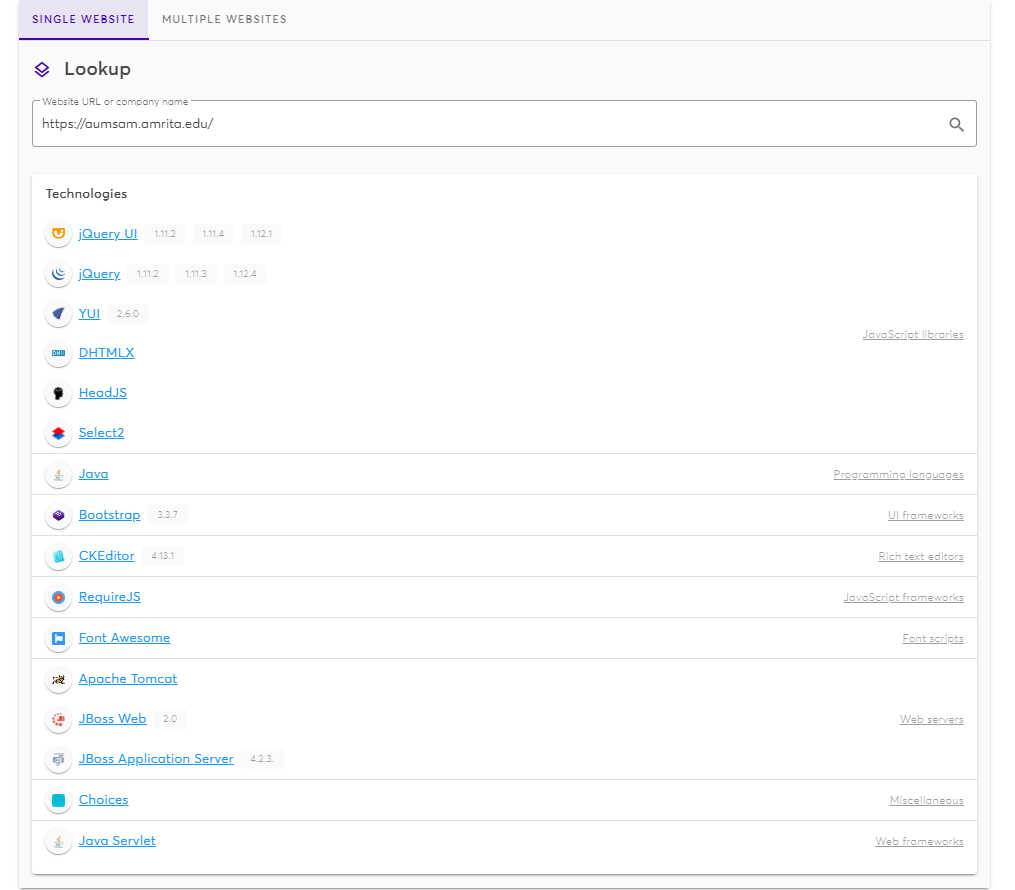 SINGLE WEBSITE MULTIPLE WEBSITES
Lookup
Website URL or company name
https://aumsam.amrita.edu/
Technologies
jQuery UI 1.11.2 1.11.4 1.12.1
jQuery 1.11.2 1.11.3 1.12.4
YUI 2.6.0
JavaScript libraries
DHTMLX
HeadJS
Select2
Java Programming languages
Bootstrap 3.3.7 UI frameworks
CKEditor 4.13.1 Rich text editors
RequireJS JavaScript frameworks
Font Awesome Font scripts
Apache Tomcat
JBoss Web 2.0 Web servers
JBoss Application Server 4.2.3.
Choices Miscellaneous
Java Servlet Web frameworks